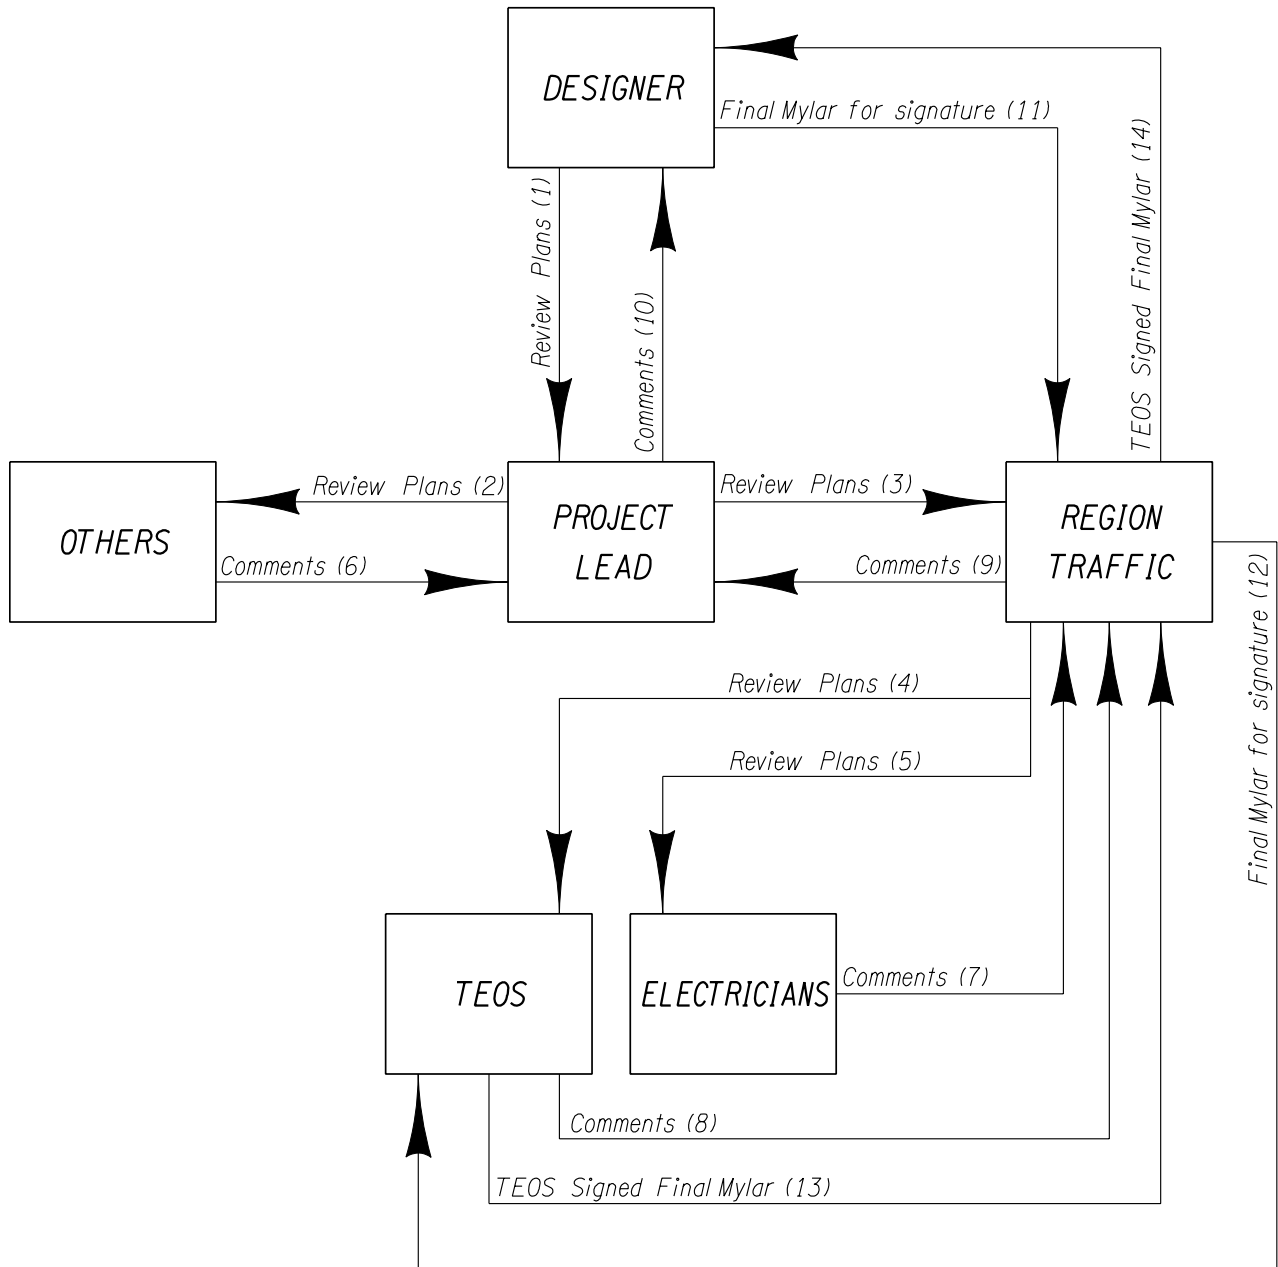 DESIGNER
Final Mylar for signature (11)
TEOS Signed Final Mylar (14)
Review Plans (1)
Comments (10)
OTHERS
Review Plans (2)
Comments (6)
PROJECT
LEAD
Review Plans (3)
Comments (9)
REGION
TRAFFIC
Final Mylar for signature (12)
Review Plans (4)
Review Plans (5)
TEOS
ELECTRICIANS
Comments (7)
Comments (8)
TEOS Signed Final Mylar (13)